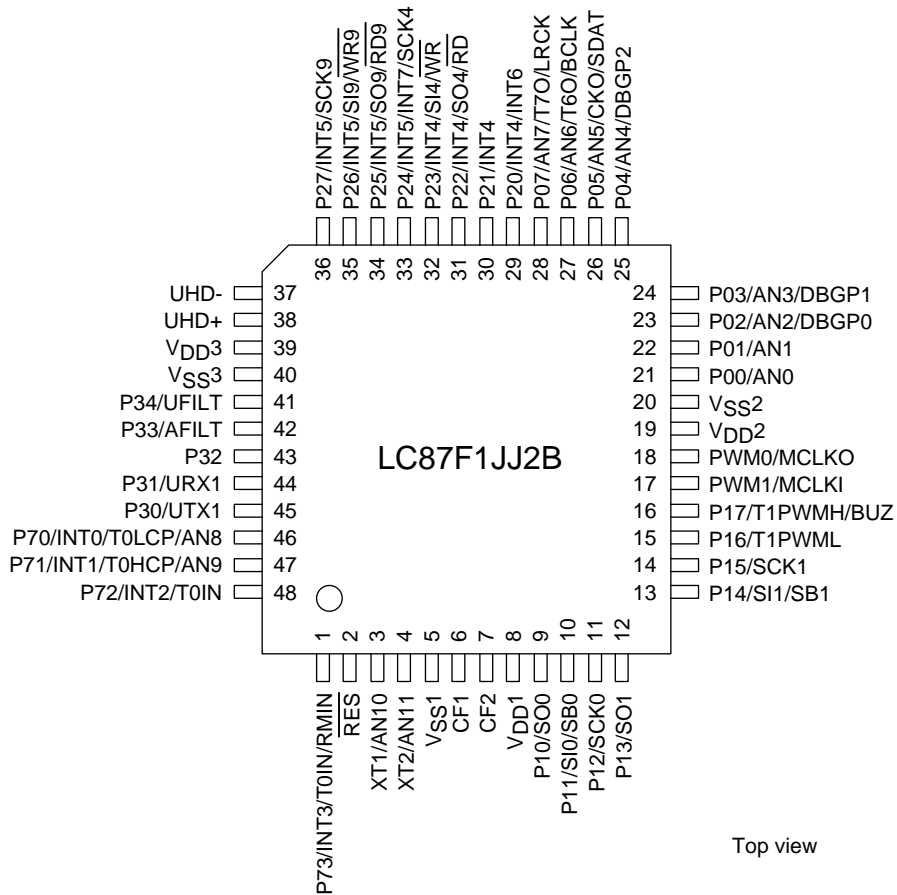 P27/INT5/SCK9
P26/INT5/SI9/WR9
P25/INT5/SO9/RD9
P24/INT5/INT7/SCK4
P23/INT4/SI4/WR
P22/INT4/SO4/RD
P21/INT4
P20/INT4/INT6
P07/AN7/T7O/LRCK
P06/AN6/T6O/BCLK
P05/AN5/CKO/SDAT
P04/AN4/DBGP2
36 35 34 33 32 31 30 29 28 27 26 25
UHD- 37
UHD+ 38
VDD3 39
VSS3 40
P34/UFILT 41
P33/AFILT 42
P32 43
P31/URX1 44
P30/UTX1 45
P70/INT0/T0LCP/AN8 46
P71/INT1/T0HCP/AN9 47
P72/INT2/T0IN 48
LC87F1JJ2B
24 P03/AN3/DBGP1
23 P02/AN2/DBGP0
22 P01/AN1
21 P00/AN0
20 VSS2
19 VDD2
18 PWM0/MCLKO
17 PWM1/MCLKI
16 P17/T1PWMH/BUZ
15 P16/T1PWML
14 P15/SCK1
13 P14/SI1/SB1
1 2 3 4 5 6 7 8 9 10 11 12
P73/INT3/T0IN/RMIN
RES
XT1/AN10
XT2/AN11
VSS1
CF1
CF2
VDD1
P10/SO0
P11/SI0/SB0
P12/SCK0
P13/SO1
Top view